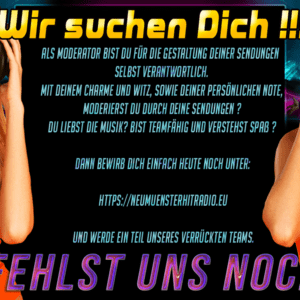 Wir suchen Dich !!!
ALS MODERATOR BIST DU FÜR DIE GESTALTUNG DEINER SENDUNGEN
SELBST VERANTWORTLICH.
MIT DEINEM CHARME UND WITZ, SOWIE DEINER PERSÖNLICHEN NOTE,
MODERIERST DU DURCH DEINE SENDUNGEN ?
DU LIEBST DIE MUSIK? BIST TEAMFÄHIG UND VERSTEHST SPAß ?
DANN BEWIRB DICH EINFACH HEUTE NOCH UNTER:
HTTPS://NEUMUENSTERHITRADIO.EU
UND WERDE EIN TEIL UNSERES VERRÜCKTEN TEAMS.
FEHLST UNS NOCH